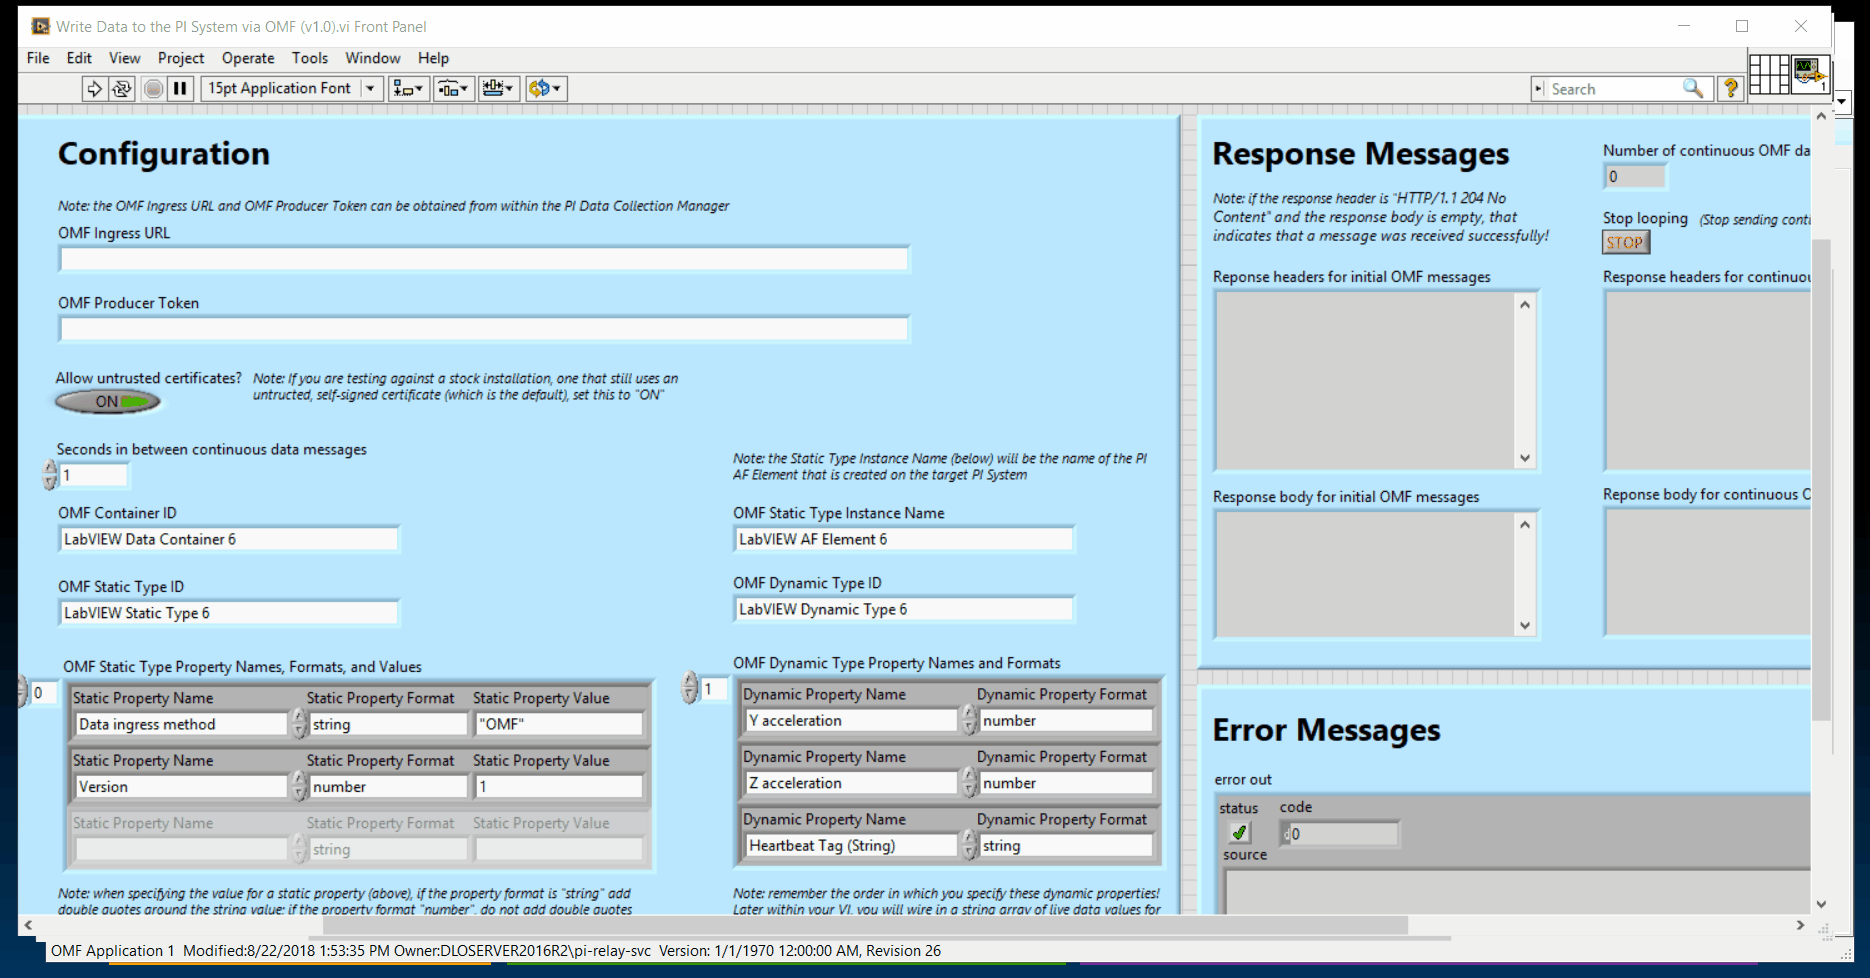 Write Data to the PI System via OMF (v1.0).vi Front Panel
File Edit View Project Operate Tools Window Help
15pt Application Font
Search
1
Configuration
Note: the OMF Ingress URL and OMF Producer Token can be obtained from within the PI Data Collection Manager
OMF Ingress URL
OMF Producer Token
Allow untrusted certificates?
ON
Note: If you are testing against a stock installation, one that still uses an
untructed, self-signed certificate (which is the default), set this to "ON"
Seconds in between continuous data messages
1
OMF Container ID
LabVIEW Data Container 6
OMF Static Type ID
LabVIEW Static Type 6
Note: the Static Type Instance Name (below) will be the name of the PI
AF Element that is created on the target PI System
OMF Static Type Instance Name
LabVIEW AF Element 6
OMF Dynamic Type ID
LabVIEW Dynamic Type 6
OMF Static Type Property Names, Formats, and Values
0
Static Property Name Static Property Format Static Property Value
Data ingress method string "OMF"
Static Property Name Static Property Format Static Property Value
Version number 1
Static Property Name Static Property Format Static Property Value
string
Note: when specifying the value for a static property (above), if the property format is "string" add
double quotes around the string value; if the property format "number", do not add double quotes
OMF Dynamic Type Property Names and Formats
1
Dynamic Property Name Dynamic Property Format
Y acceleration number
Dynamic Property Name Dynamic Property Format
Z acceleration number
Dynamic Property Name Dynamic Property Format
Heartbeat Tag (String) string
Note: remember the order in which you specify these dynamic properties!
Later within your VI, you will wire in a string array of live data values for
Response Messages
Note: if the response header is "HTTP/1.1 204 No
Content" and the response body is empty, that
indicates that a message was received successfully!
Reponse headers for initial OMF messages
Response body for initial OMF messages
Number of continuous OMF da
0
Stop looping (Stop sending conti
STOP
Response headers for continuou
Reponse body for continuous O
Error Messages
error out
status code
d0
source
OMF Application 1 Modified:8/22/2018 1:53:35 PM Owner:DLOSERVER2016R2\pi-relay-svc Version: 1/1/1970 12:00:00 AM, Revision 26